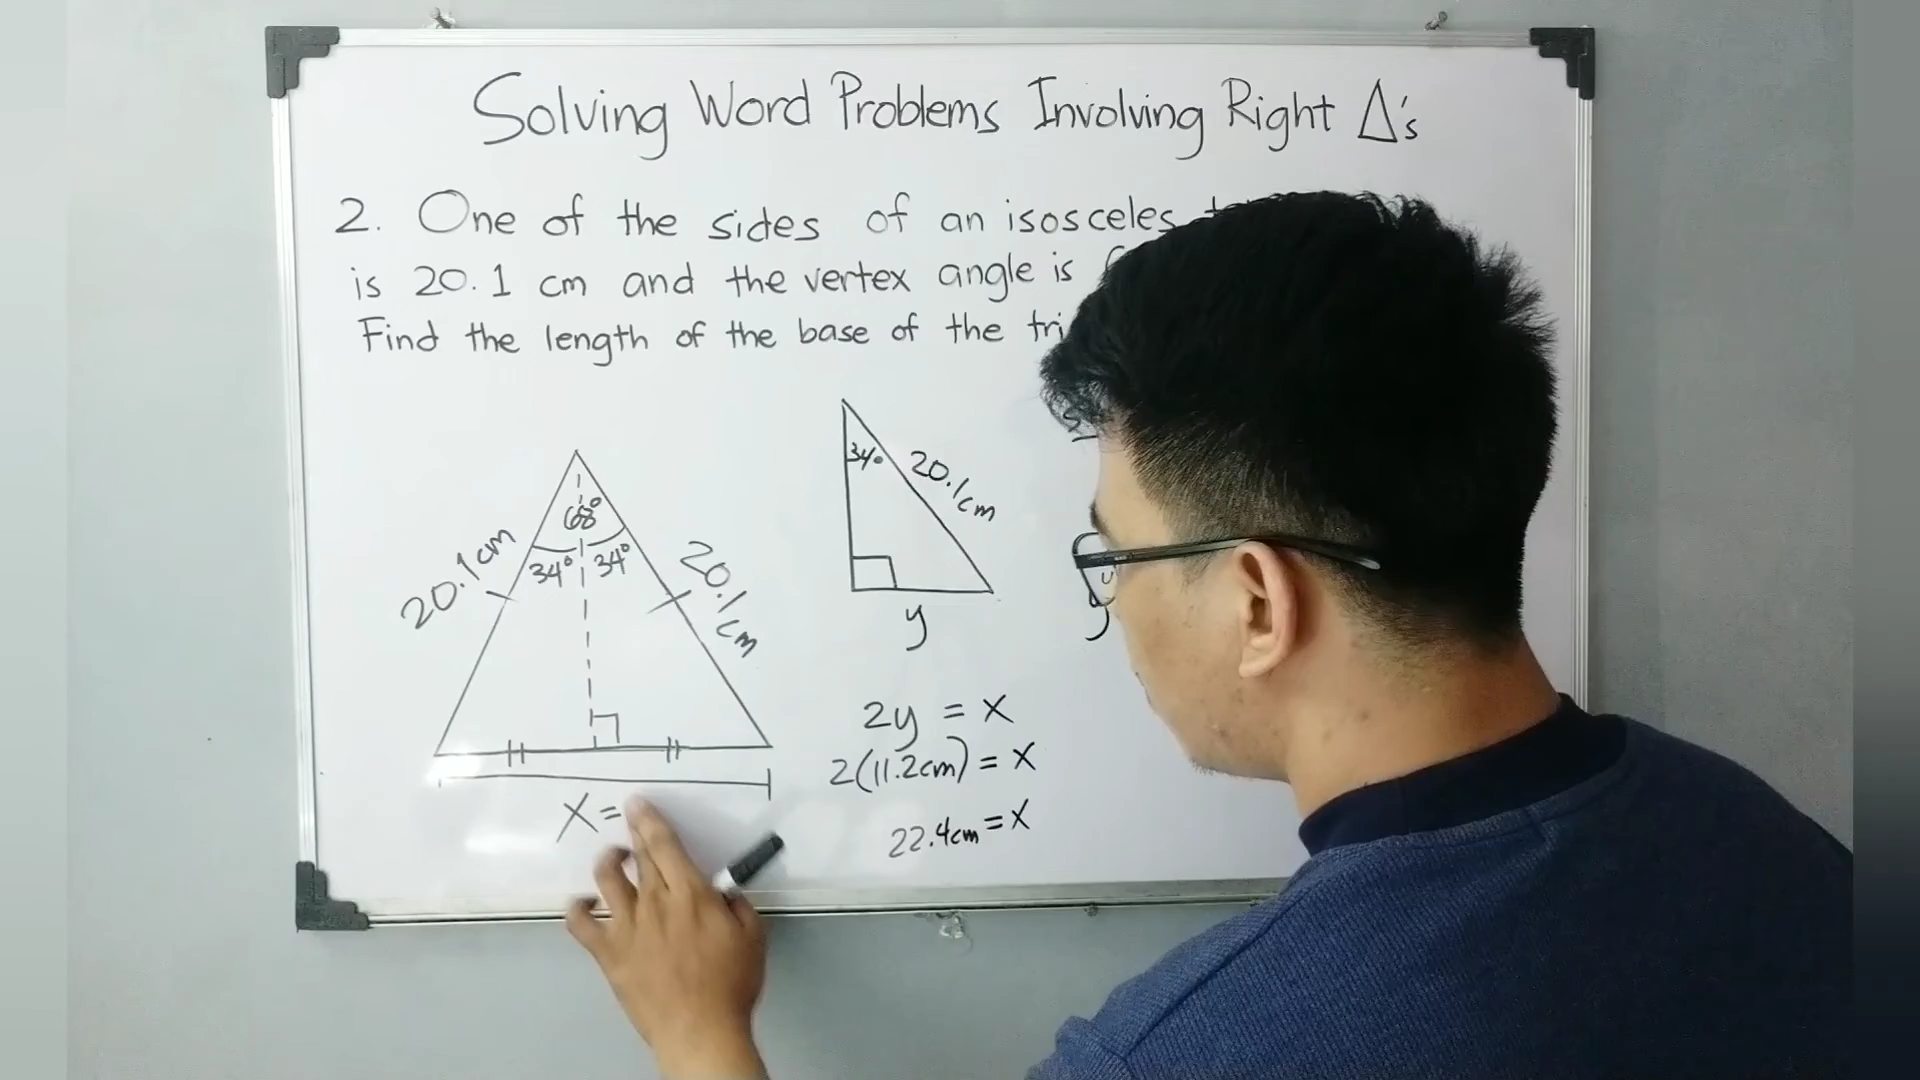 Solving Word Problems Involving Right Δ's
2. One of the sides of an isosceles
is 20.1 cm and the vertex angle is
Find the length of the base of the
68°
34° 34°
20.1cm
20.1cm
X=
34°
20.1cm
y
2y = X
2(11.2cm) = X
22.4cm = X
y